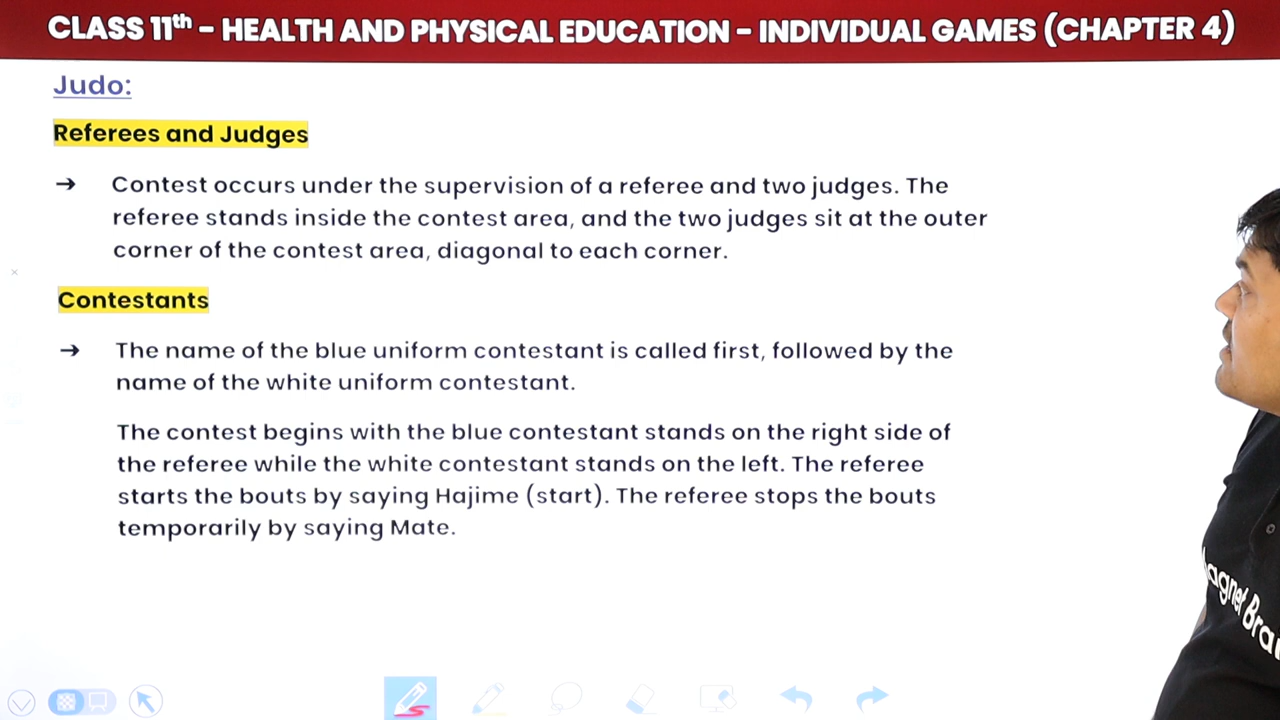 CLASS 11th - HEALTH AND PHYSICAL EDUCATION - INDIVIDUAL GAMES (CHAPTER 4)
Judo:
Referees and Judges
→ Contest occurs under the supervision of a referee and two judges. The
referee stands inside the contest area, and the two judges sit at the outer
corner of the contest area, diagonal to each corner.
Contestants
→ The name of the blue uniform contestant is called first, followed by the
name of the white uniform contestant.
The contest begins with the blue contestant stands on the right side of
the referee while the white contestant stands on the left. The referee
starts the bouts by saying Hajime (start). The referee stops the bouts
temporarily by saying Mate.